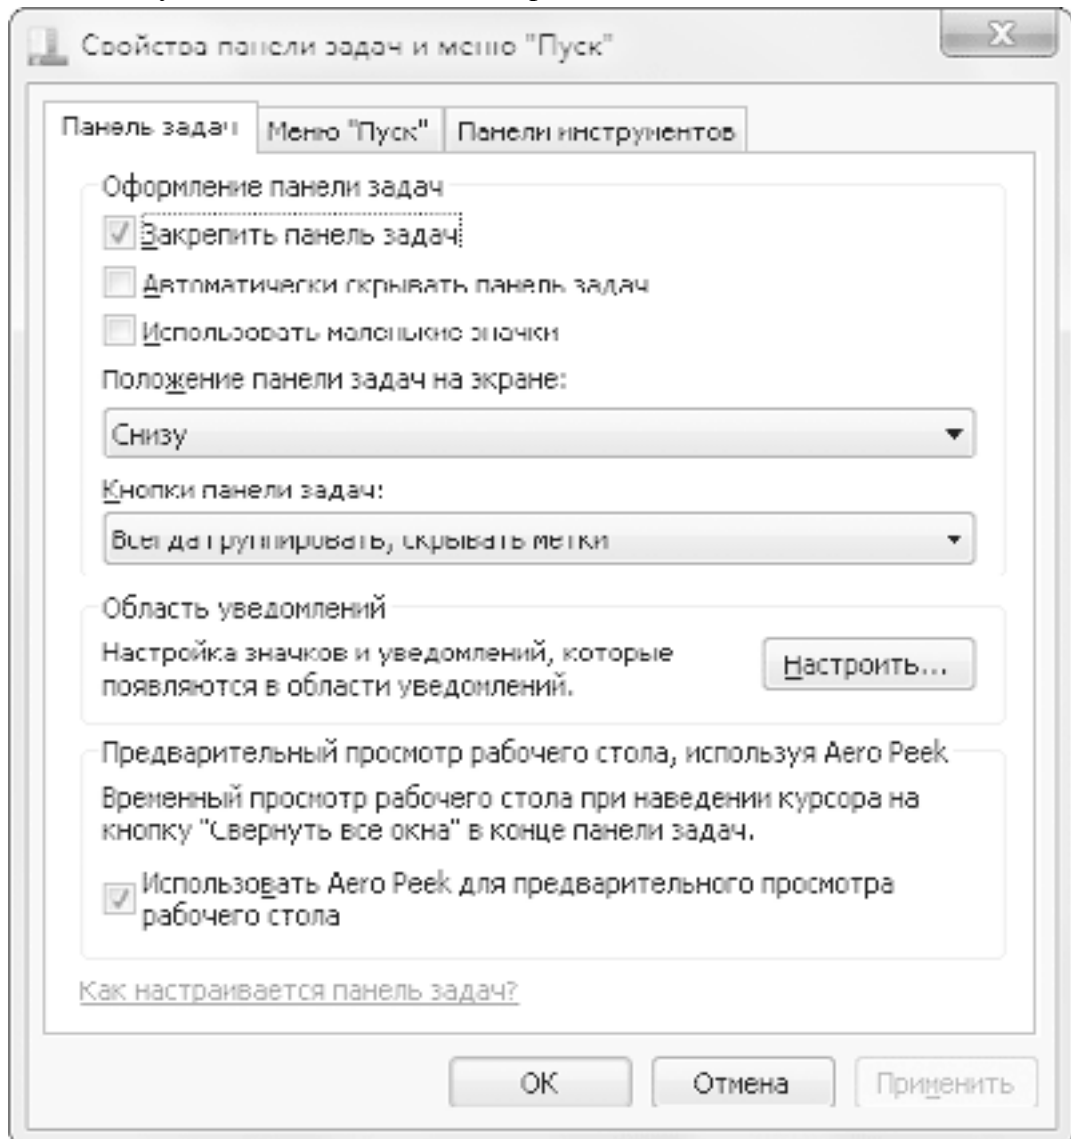 Свойства панели задач и меню "Пуск"
Панель задач
Меню "Пуск"
Панели инструментов
Оформление панели задач
Закрепить панель задач
Автоматически скрывать панель задач
Использовать маленькие значки
Положение панели задач на экране:
Снизу
Кнопки панели задач:
Всегда группировать, скрывать метки
Область уведомлений
Настройка значков и уведомлений, которые
появляются в области уведомлений.
Настроить...
Предварительный просмотр рабочего стола, используя Aero Peek
Временный просмотр рабочего стола при наведении курсора на
кнопку "Свернуть все окна" в конце панели задач.
Использовать Aero Peek для предварительного просмотра
рабочего стола
Как настраивается панель задач?
ОК
Отмена
Применить